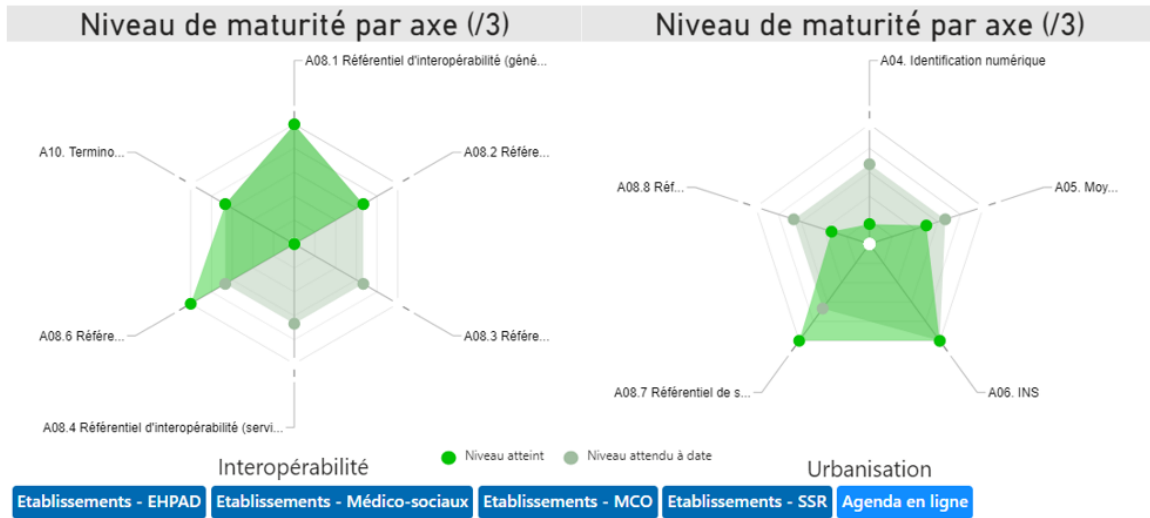 Niveau de maturité par axe (/3)
A08.1 Référentiel d'interopérabilité (géné...
A10. Termino...
A08.2 Référe...
A08.6 Référe...
A08.3 Référe...
A08.4 Référentiel d'interopérabilité (servi...
Interopérabilité
Niveau de maturité par axe (/3)
A04. Identification numérique
A08.8 Réf...
A05. Moy...
A08.7 Référentiel de s...
A06. INS
Niveau atteint
Niveau attendu à date
Urbanisation
Etablissements - EHPAD
Etablissements - Médico-sociaux
Etablissements - MCO
Etablissements - SSR
Agenda en ligne